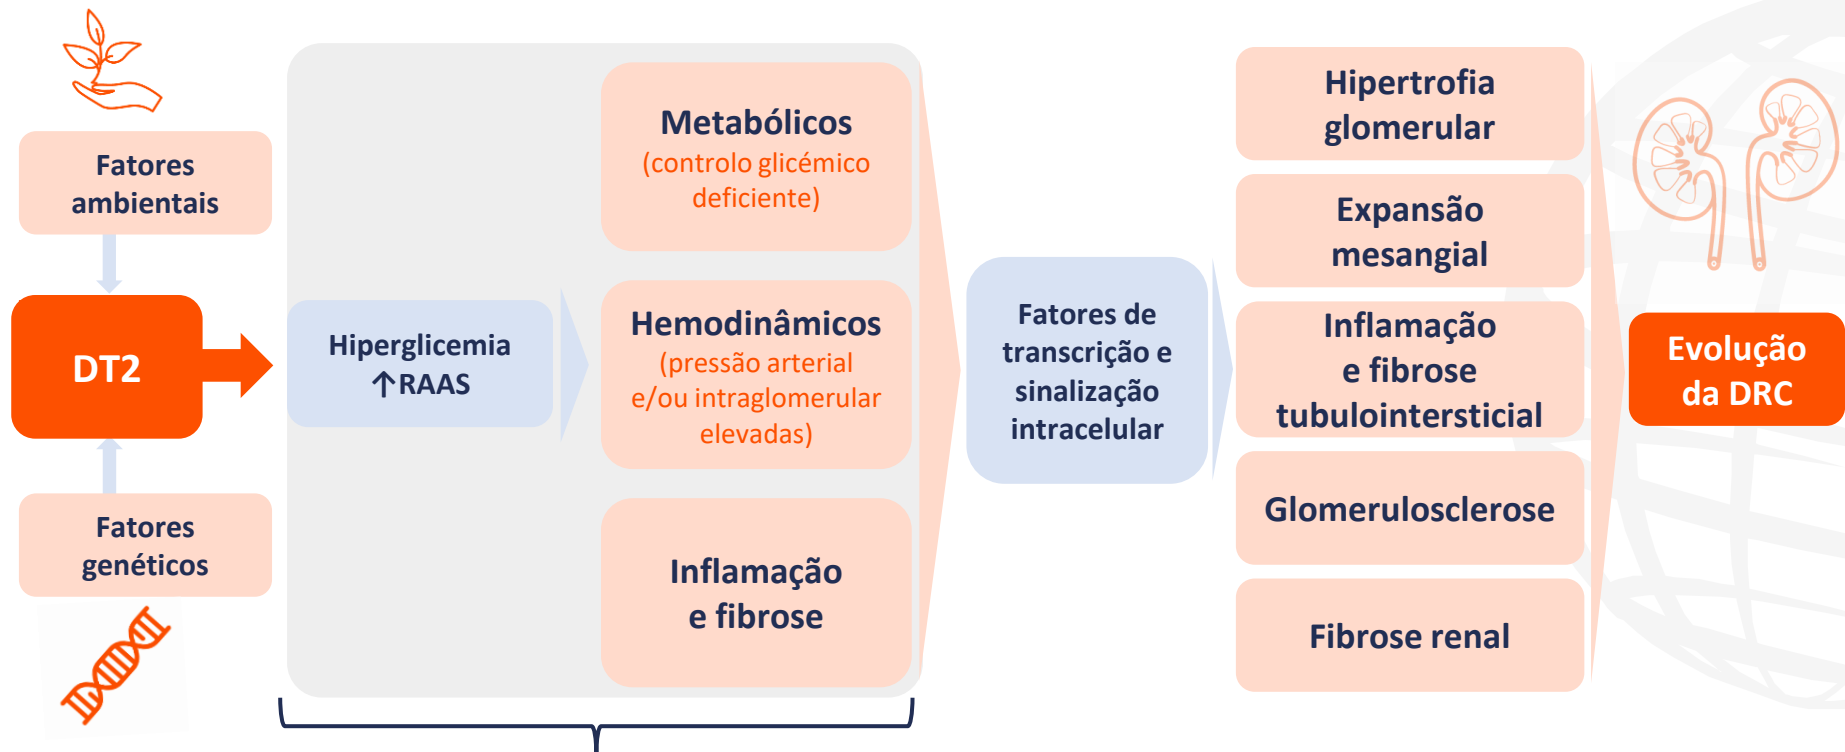 Fatores
ambientais
DT2
Fatores
genéticos
Hiperglicemia
↑RAAS
Metabólicos
(controlo glicémico
deficiente)
Hemodinâmicos
(pressão arterial
e/ou intraglomerular
elevadas)
Inflamação
e fibrose
Fatores de
transcrição e
sinalização
intracelular
Hipertrofia
glomerular
Expansão
mesangial
Inflamação
e fibrose
tubulointersticial
Glomerulosclerose
Fibrose renal
Evolução
da DRC